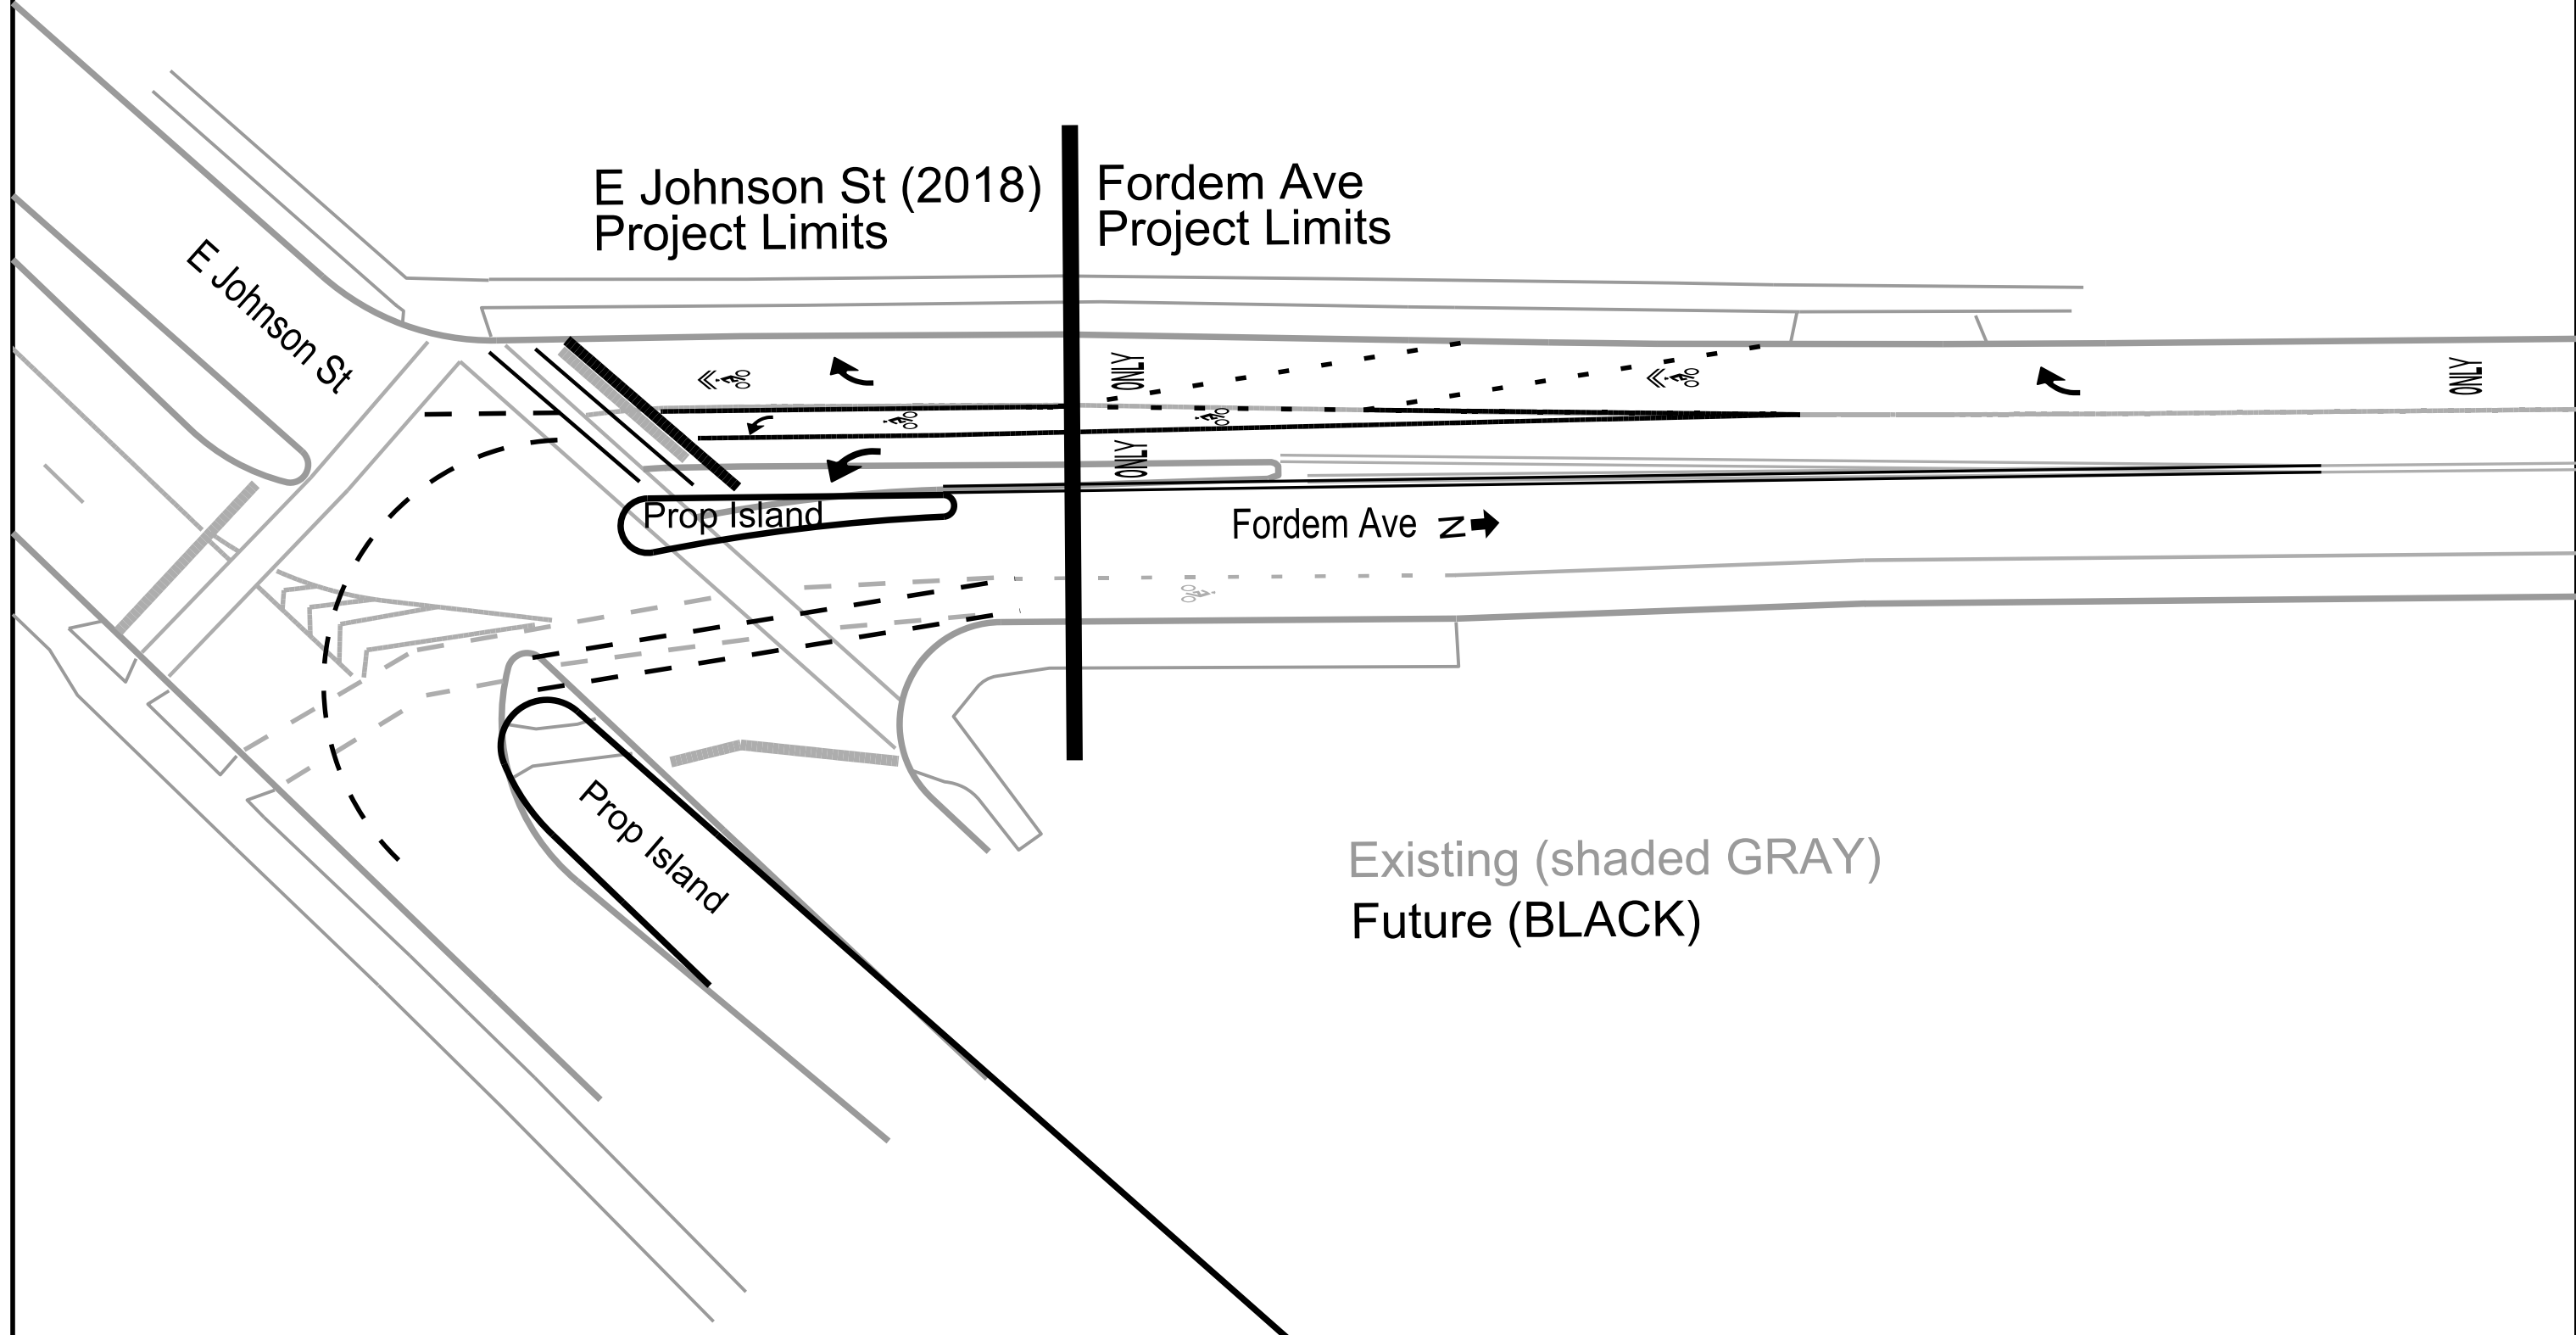 E Johnson St (2018)
Project Limits
Fordem Ave
Project Limits
E Johnson St
ONLY
ONLY
ONLY
Prop Island
Fordem Ave N
Prop Island
Existing (shaded GRAY)
Future (BLACK)